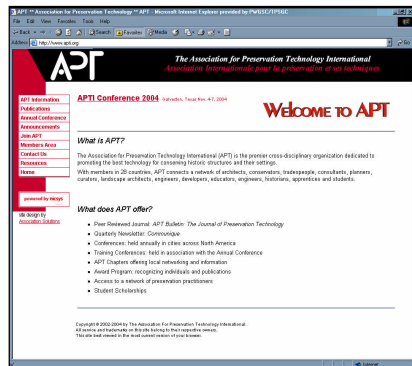 APT ** Association for Preservation Technology ** APT - Microsoft Internet Explorer provided by PWGSC/TPSGC
File Edit View Favorites Tools Help
Back Search Favorites Media
Address http://www.apti.org Go
APT
The Association for Preservation Technology International
Association Internationale pour la préservation et ses techniques
APT Information
Publications
Annual Conference
Announcements
Join APT
Members Area
Contact Us
Resources
Home
powered by mcsys
site design by
Association Solutions
APTI Conference 2004 Galveston, Texas Nov. 4-7, 2004
WELCOME TO APT
What is APT?
The Association for Preservation Technology International (APT) is the premier cross-disciplinary organization dedicated to
promoting the best technology for conserving historic structures and their settings.
With members in 28 countries, APT connects a network of architects, conservators, tradespeople, consultants, planners,
curators, landscape architects, engineers, developers, educators, engineers, historians, apprentices and students.
What does APT offer?
Peer Reviewed Journal: APT Bulletin: The Journal of Preservation Technology
Quarterly Newsletter: Communique
Conferences: held annually in cities across North America
Training Conferences: held in association with the Annual Conference
APT Chapters offering local networking and information
Award Program: recognizing individuals and publications
Access to a network of preservation practitioners
Student Scholarships
Copyright © 2002-2004 by The Association For Preservation Technology International.
All service and trademarks on this site belong to their respective owners.
This site best viewed in the most current version of your browser.
Internet